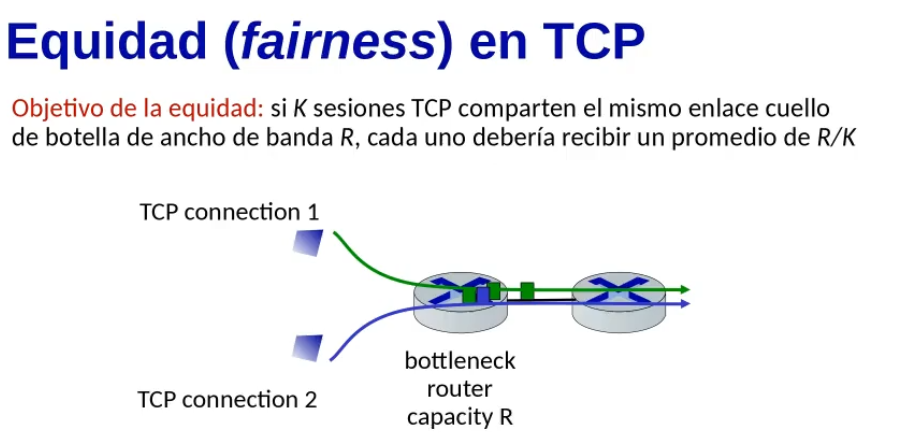 Equidad (fairness) en TCP
Objetivo de la equidad: si K sesiones TCP comparten el mismo enlace cuello
de botella de ancho de banda R, cada uno debería recibir un promedio de R/K
TCP connection 1
bottleneck
router
capacity R
TCP connection 2